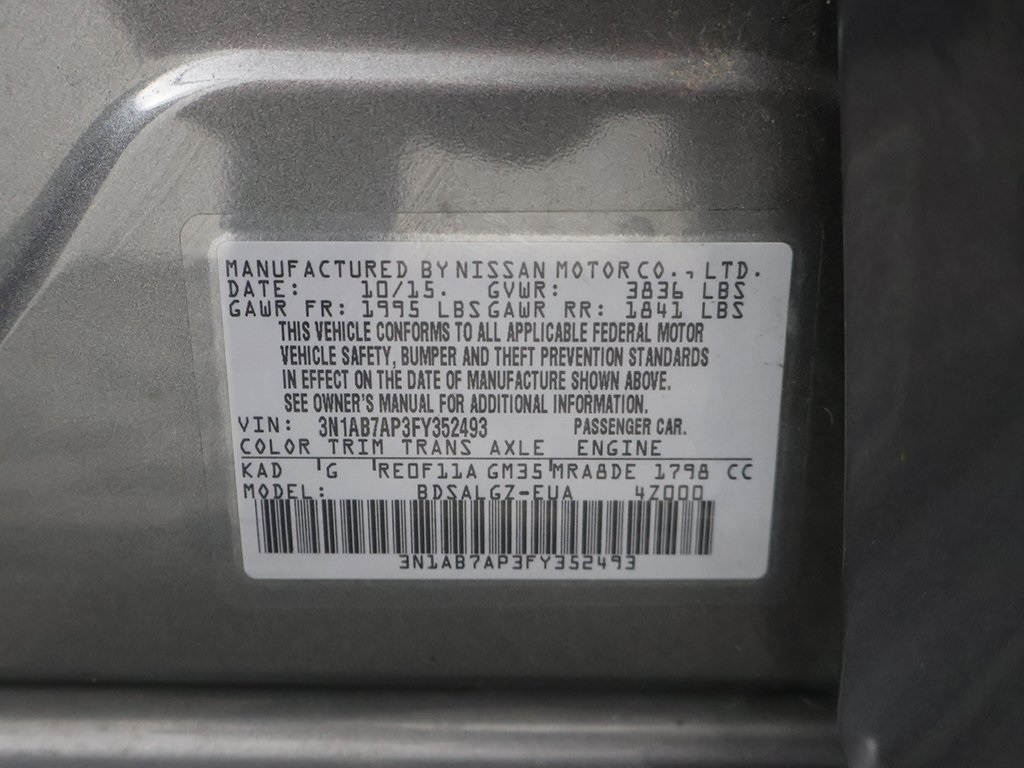 MANUFACTURED BY NISSAN MOTOR CO., LTD.
DATE: 10/15. GVWR: 3836 LBS
GAWR FR: 1995 LBS GAWR RR: 1841 LBS
THIS VEHICLE CONFORMS TO ALL APPLICABLE FEDERAL MOTOR
VEHICLE SAFETY, BUMPER AND THEFT PREVENTION STANDARDS
IN EFFECT ON THE DATE OF MANUFACTURE SHOWN ABOVE.
SEE OWNER'S MANUAL FOR ADDITIONAL INFORMATION.
VIN: 3N1AB7AP3FY352493 PASSENGER CAR.
COLOR TRIM TRANS AXLE ENGINE
KAD G RE0F11A GM35 MRA8DE 1798 CC
MODEL: BDSALGZ-EUA 4Z000
3N1AB7AP3FY352493